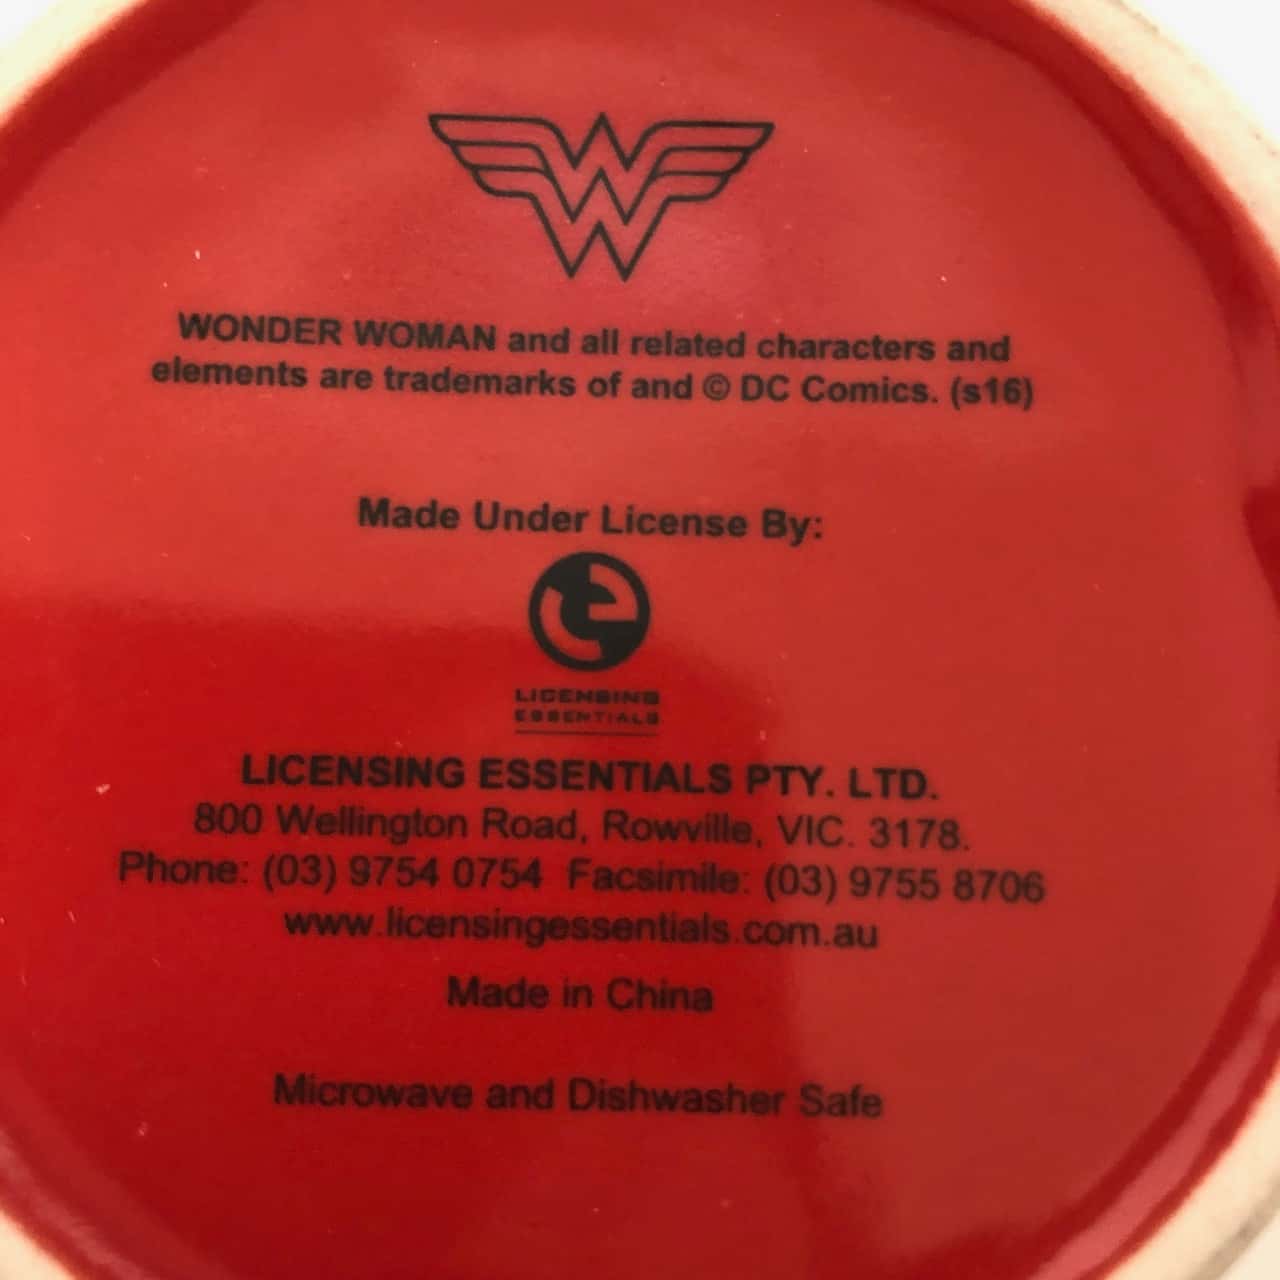 WONDER WOMAN and all related characters and
elements are trademarks of and © DC Comics. (s16)
Made Under License By:
LICENSING
ESSENTIALS
LICENSING ESSENTIALS PTY. LTD.
800 Wellington Road, Rowville, VIC. 3178.
Phone: (03) 9754 0754 Facsimile: (03) 9755 8706
www.licensingessentials.com.au
Made in China
Microwave and Dishwasher Safe